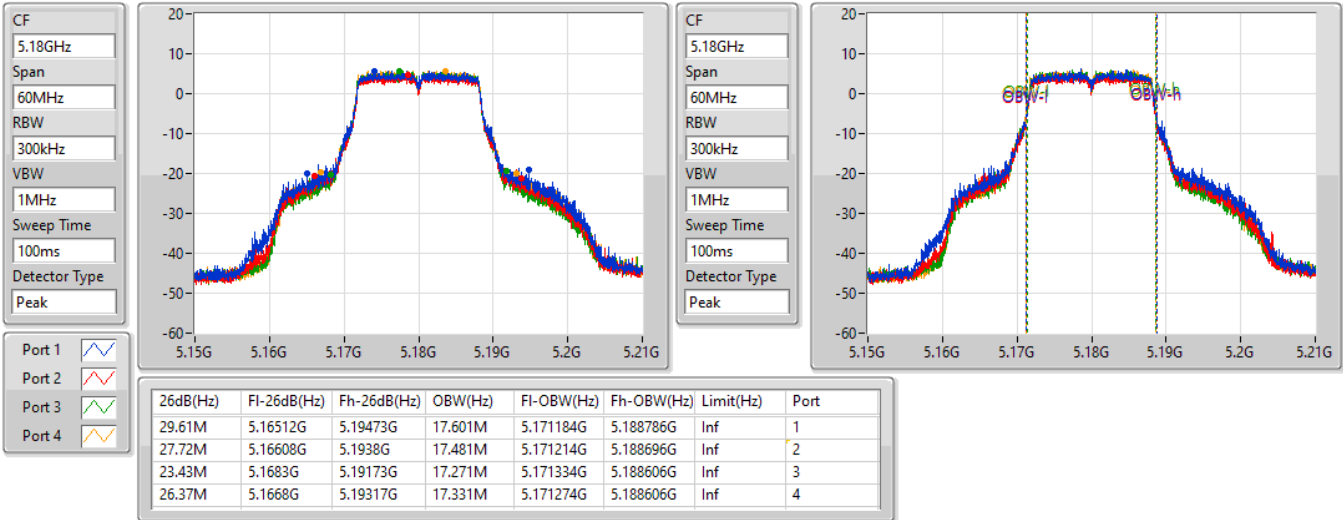 CF
5.18GHz
Span
60MHz
RBW
300kHz
VBW
1MHz
Sweep Time
100ms
Detector Type
Peak
20
10
0
-10
-20
-30
-40
-50
-60
5.15G 5.16G 5.17G 5.18G 5.19G 5.2G 5.21G
CF
5.18GHz
Span
60MHz
RBW
300kHz
VBW
1MHz
Sweep Time
100ms
Detector Type
Peak
20
10
0
-10
-20
-30
-40
-50
-60
OBW-l OBW-h
5.15G 5.16G 5.17G 5.18G 5.19G 5.2G 5.21G
Port 1
Port 2
Port 3
Port 4
26dB(Hz) Fl-26dB(Hz) Fh-26dB(Hz) OBW(Hz) Fl-OBW(Hz) Fh-OBW(Hz) Limit(Hz) Port
29.61M 5.16512G 5.19473G 17.601M 5.171184G 5.188786G Inf 1
27.72M 5.16608G 5.1938G 17.481M 5.171214G 5.188696G Inf 2
23.43M 5.1683G 5.19173G 17.271M 5.171334G 5.188606G Inf 3
26.37M 5.1668G 5.19317G 17.331M 5.171274G 5.188606G Inf 4